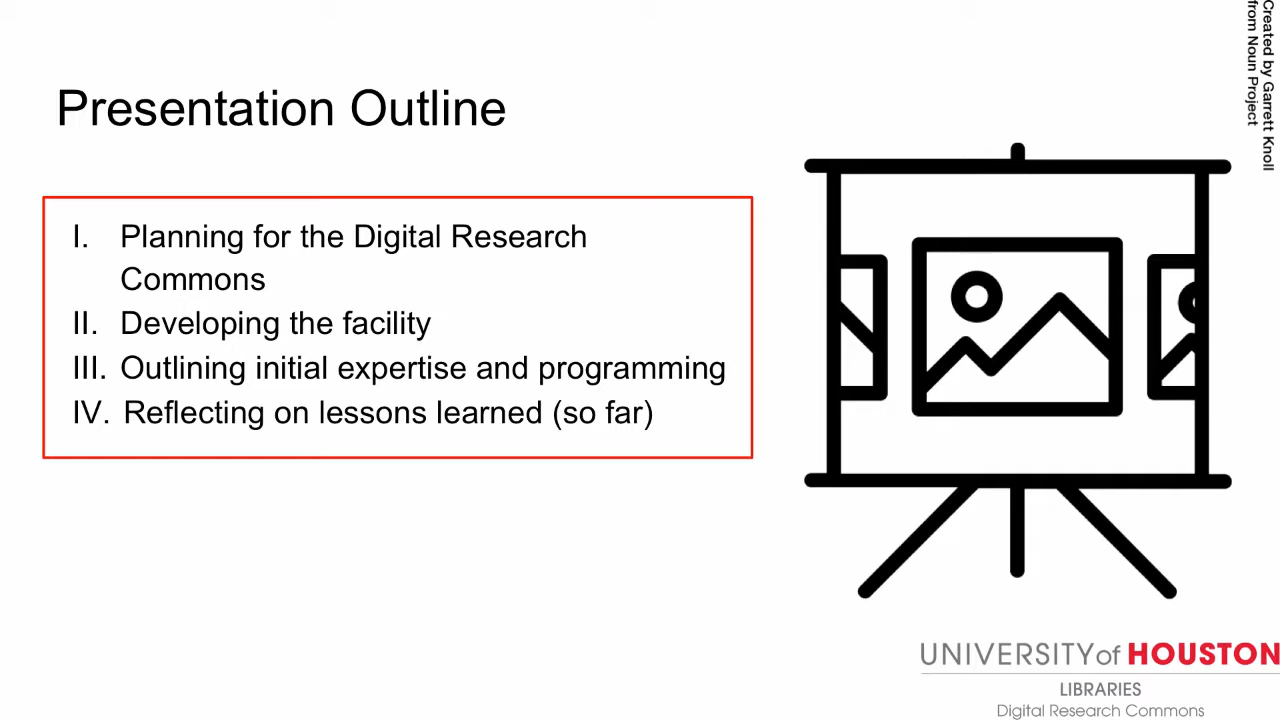 Presentation Outline
I. Planning for the Digital Research
Commons
II. Developing the facility
III. Outlining initial expertise and programming
IV. Reflecting on lessons learned (so far)
Created by Garrett Knoll
from Noun Project
UNIVERSITY of HOUSTON
LIBRARIES
Digital Research Commons